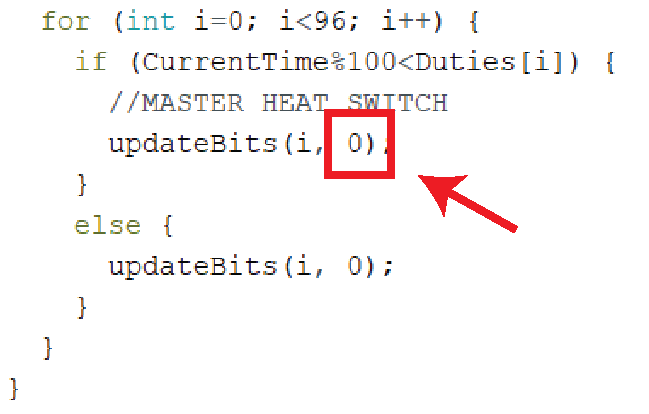 for (int i=0; i<96; i++) {
if (CurrentTime%100<Duties[i]) {
//MASTER HEAT SWITCH
updateBits(i, 0);
}
else {
updateBits(i, 0);
}
}
}